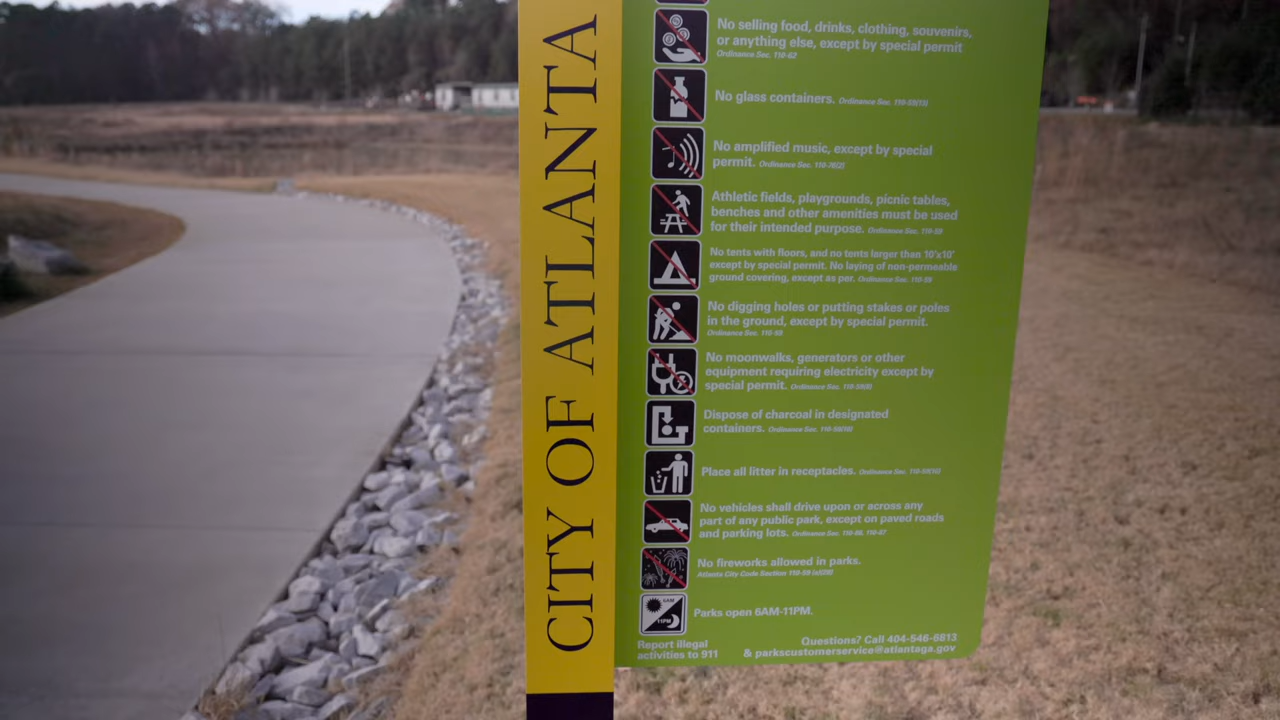 CITY OF ATLANTA
No selling food, drinks, clothing, souvenirs,
or anything else, except by special permit
Ordinance Sec. 110-62
No glass containers. Ordinance Sec. 110-59(15)
No amplified music, except by special
permit. Ordinance Sec. 110-76(2)
Athletic fields, playgrounds, picnic tables,
benches and other amenities must be used
for their intended purpose. Ordinance Sec. 110-59
No tents with floors, and no tents larger than 10'x10'
except by special permit. No laying of non-permeable
ground covering, except as per. Ordinance Sec. 110-59
No digging holes or putting stakes or poles
in the ground, except by special permit.
Ordinance Sec. 110-59
No moonwalks, generators or other
equipment requiring electricity except by
special permit. Ordinance Sec. 110-59(6)
Dispose of charcoal in designated
containers. Ordinance Sec. 110-59(10)
Place all litter in receptacles. Ordinance Sec.
No vehicles shall drive upon or across any
part of any public park, except on paved roads
and parking lots. Ordinance Sec. 110-66, 110-67
No fireworks allowed in parks.
Atlanta City Code Section 110-59
6AM
11PM
Parks open 6AM-11PM.
Report illegal
activities to 911
Questions? Call 404-546-6813
& parkscustomerservice@atlantaga.gov